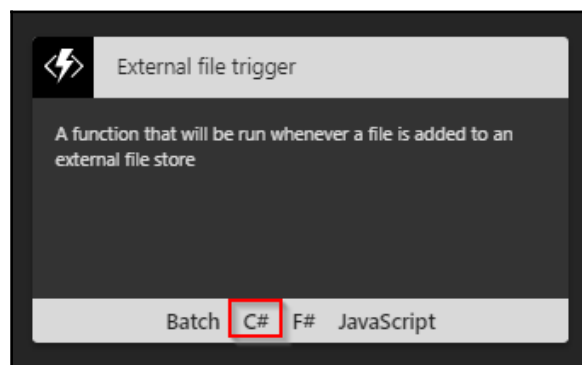 External file trigger
A function that will be run whenever a file is added to an
external file store
Batch C# F# JavaScript